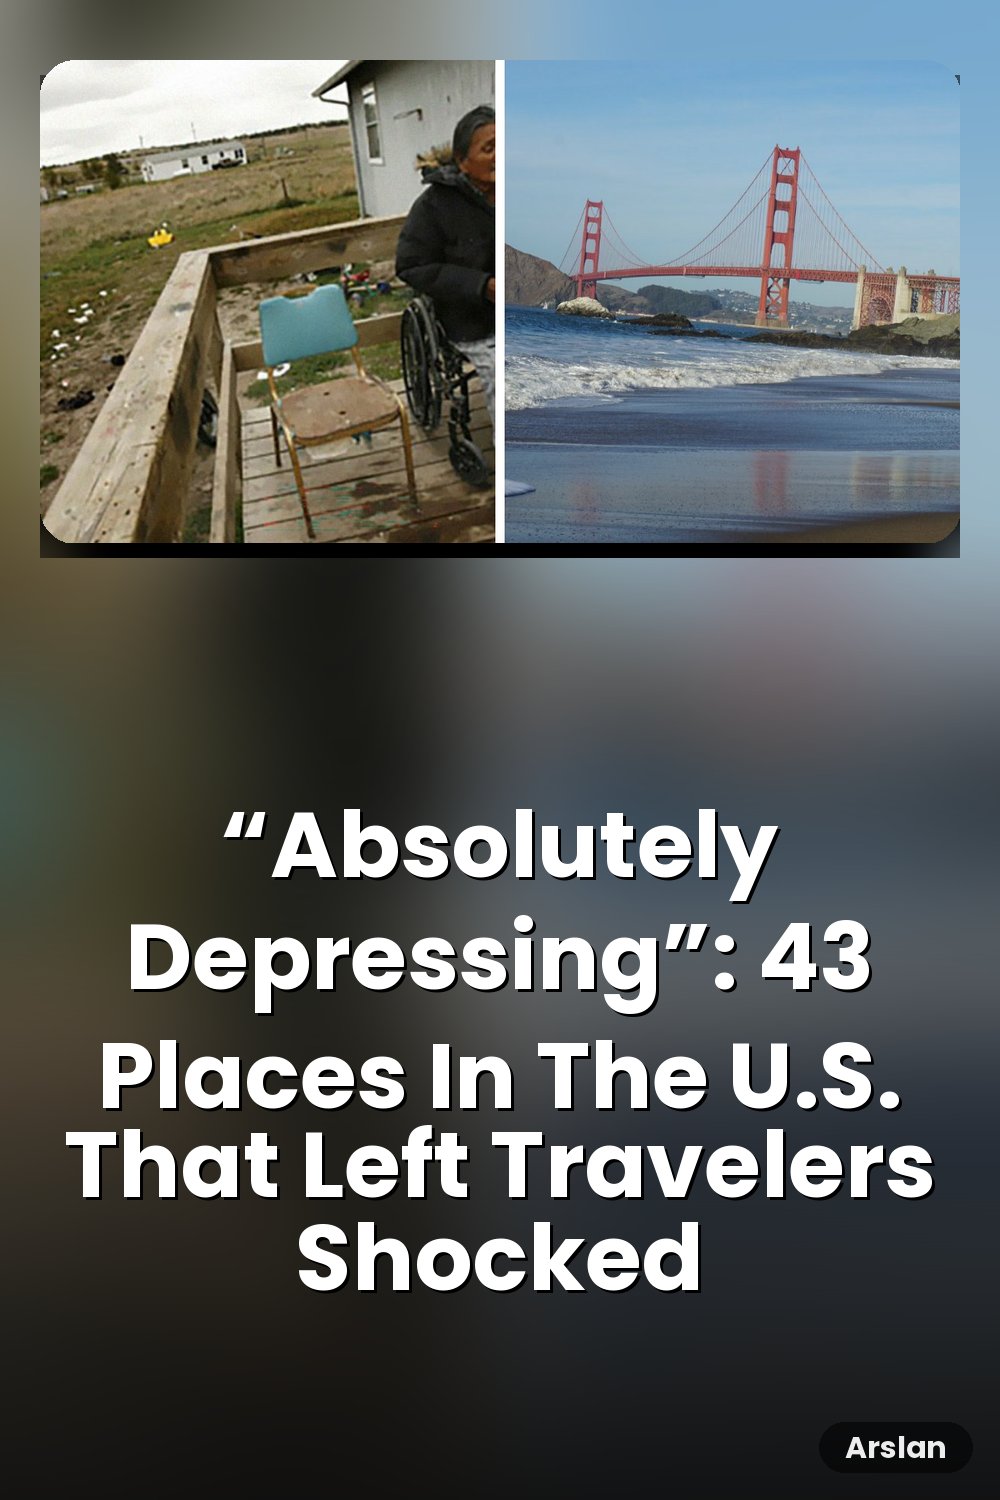 “Absolutely
Depressing”: 43
Places In The U.S.
That Left Travelers
Shocked
Arslan